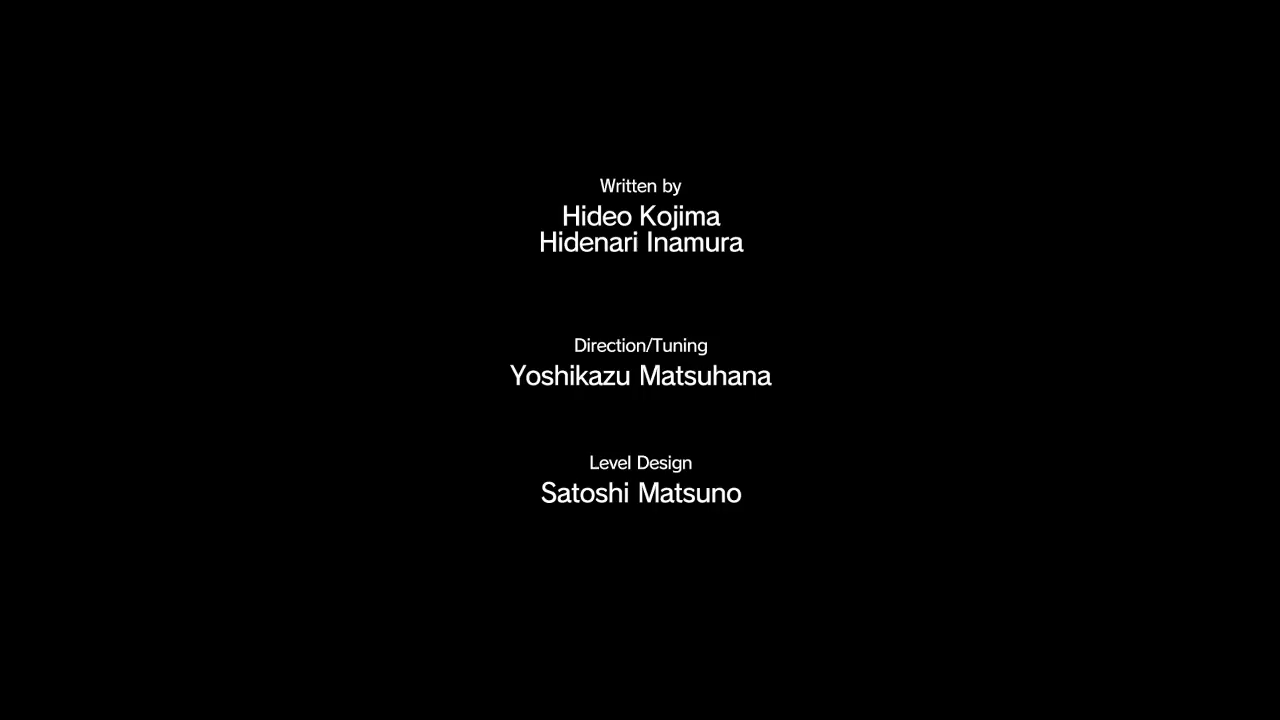 Written by
Hideo Kojima
Hidenari Inamura
Direction/Tuning
Yoshikazu Matsuhana
Level Design
Satoshi Matsuno